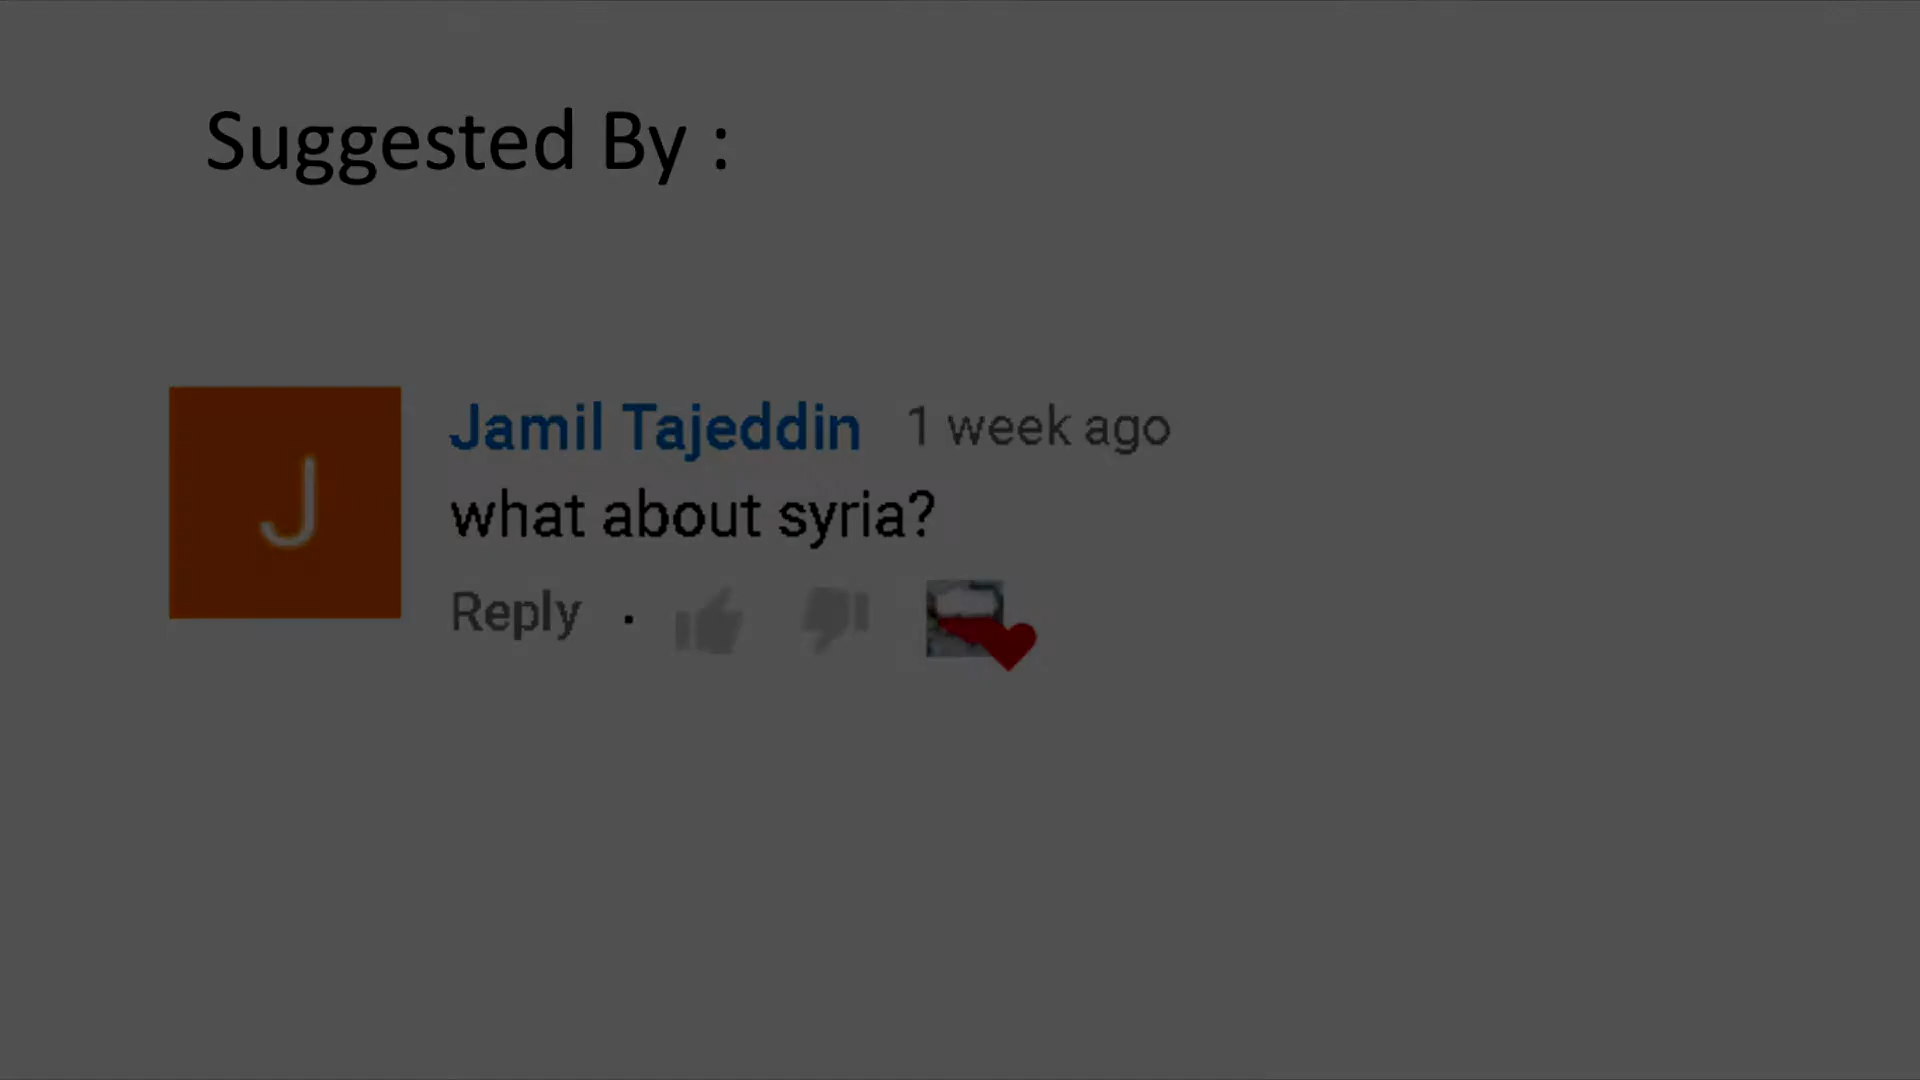 Suggested By :
J
Jamil Tajeddin 1 week ago
what about syria?
Reply ·